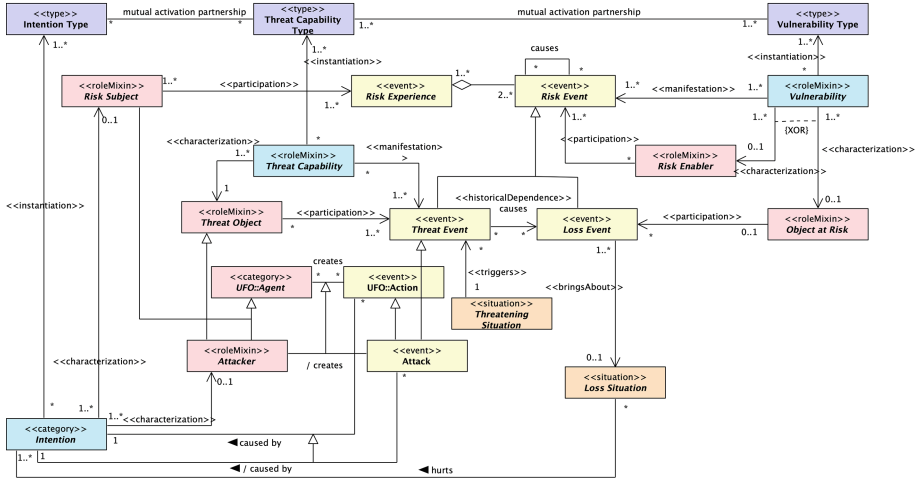 <<type>>
Intention Type
mutual activation partnership
*
*
<<type>>
Threat Capability
Type
1..*
mutual activation partnership
1..*
<<type>>
Vulnerability Type
1..*
1..*
<<instantiation>>
causes
*
*
1..*
<<instantiation>>
*
<<roleMixin>>
Risk Subject
1..*
<<participation>>
1..*
<<event>>
Risk Experience
1..*
2..*
<<event>>
Risk Event
1..*
<<manifestation>>
1..*
<<roleMixin>>
Vulnerability
0..1
1..*
1..*
1..*
{XOR}
<<characterization>>
1..*
*
<<roleMixin>>
Threat Capability
<<manifestation>
>
*
<<participation>>
*
<<roleMixin>>
Risk Enabler
0..1
<<characterization>>
<<characterization>>
1
1..*
<<instantiation>>
<<roleMixin>>
Threat Object
*
<<participation>>
1..*
<<event>>
Threat Event
<<historicalDependence>>
causes
*
*
<<event>>
Loss Event
*
<<participation>>
0..1
0..1
<<roleMixin>>
Object at Risk
*
1..*
<<category>>
UFO::Agent
creates
*
*
<<event>>
UFO::Action
*
<<triggers>>
1
<<situation>>
Threatening
Situation
<<bringsAbout>>
<<roleMixin>>
Attacker
/ creates
<<event>>
Attack
*
0..1
<<situation>>
Loss Situation
*
<<characterization>>
0..1
*
1..*
1..*
<<characterization>>
<<category>>
Intention
1
◀ caused by
1..*
1
◀ / caused by
◀ hurts